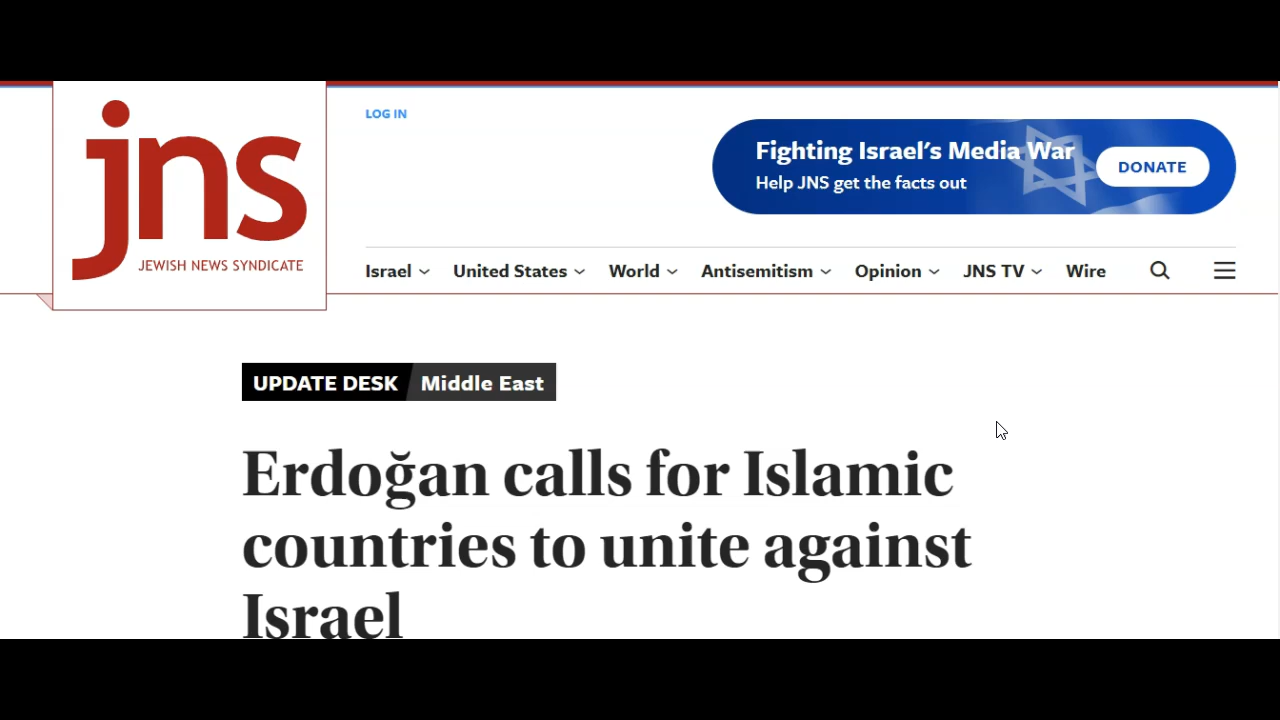 jns
JEWISH NEWS SYNDICATE
LOG IN
Fighting Israel's Media War
Help JNS get the facts out
DONATE
Israel United States World Antisemitism Opinion JNS TV Wire
UPDATE DESK Middle East
Erdoğan calls for Islamic
countries to unite against
Israel